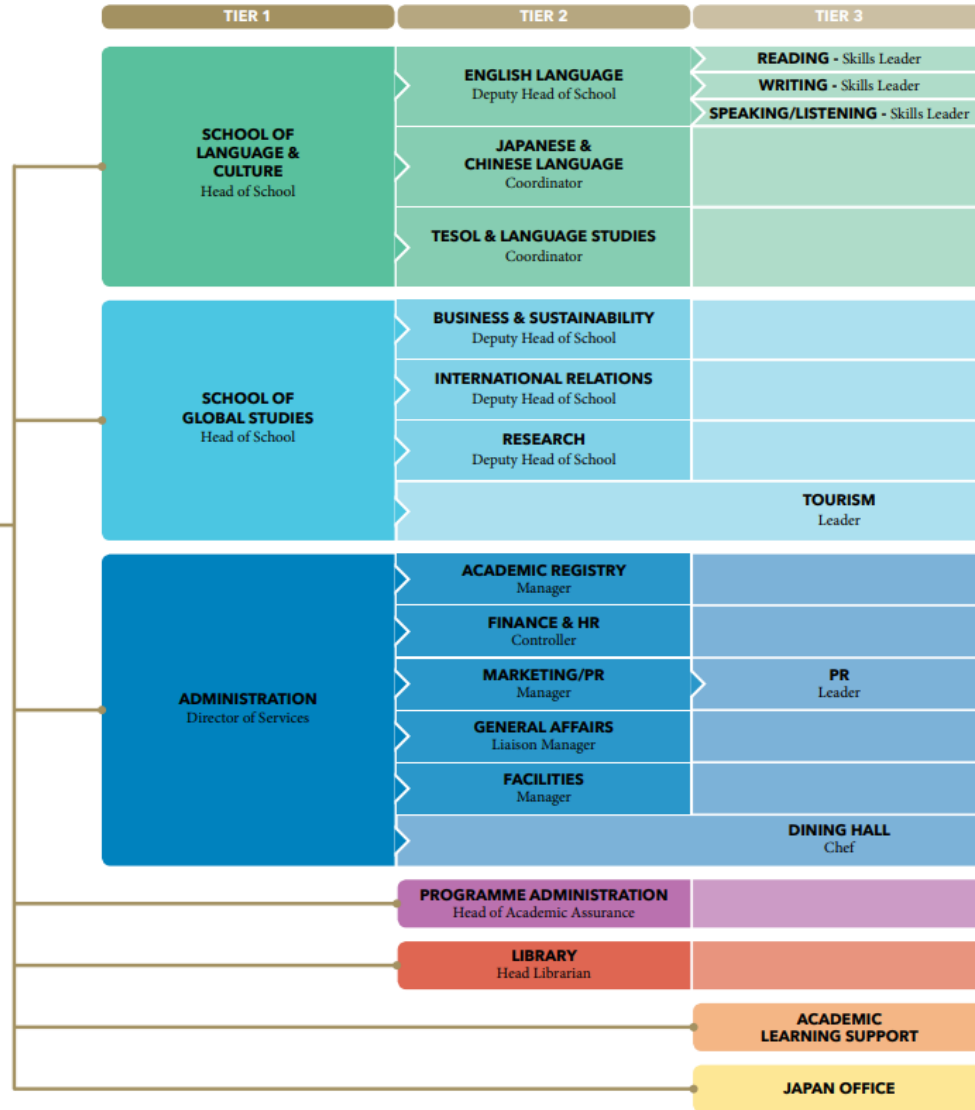 TIER 1
TIER 2
TIER 3
SCHOOL OF
LANGUAGE &
CULTURE
Head of School
ENGLISH LANGUAGE
Deputy Head of School
READING - Skills Leader
WRITING - Skills Leader
SPEAKING/LISTENING - Skills Leader
JAPANESE &
CHINESE LANGUAGE
Coordinator
TESOL & LANGUAGE STUDIES
Coordinator
SCHOOL OF
GLOBAL STUDIES
Head of School
BUSINESS & SUSTAINABILITY
Deputy Head of School
INTERNATIONAL RELATIONS
Deputy Head of School
RESEARCH
Deputy Head of School
TOURISM
Leader
ADMINISTRATION
Director of Services
ACADEMIC REGISTRY
Manager
FINANCE & HR
Controller
MARKETING/PR
Manager
PR
Leader
GENERAL AFFAIRS
Liaison Manager
FACILITIES
Manager
DINING HALL
Chef
PROGRAMME ADMINISTRATION
Head of Academic Assurance
LIBRARY
Head Librarian
ACADEMIC
LEARNING SUPPORT
JAPAN OFFICE